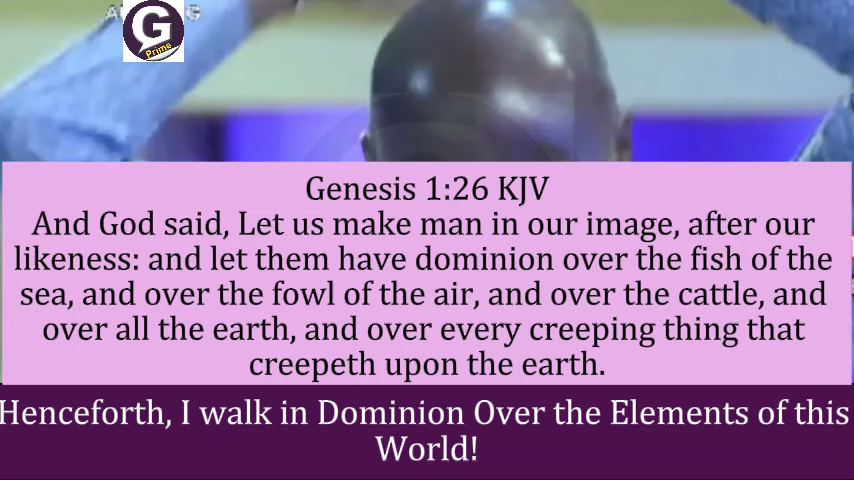 G
Prime
Genesis 1:26 KJV
And God said, Let us make man in our image, after our
likeness: and let them have dominion over the fish of the
sea, and over the fowl of the air, and over the cattle, and
over all the earth, and over every creeping thing that
creepeth upon the earth.
Henceforth, I walk in Dominion Over the Elements of this
World!